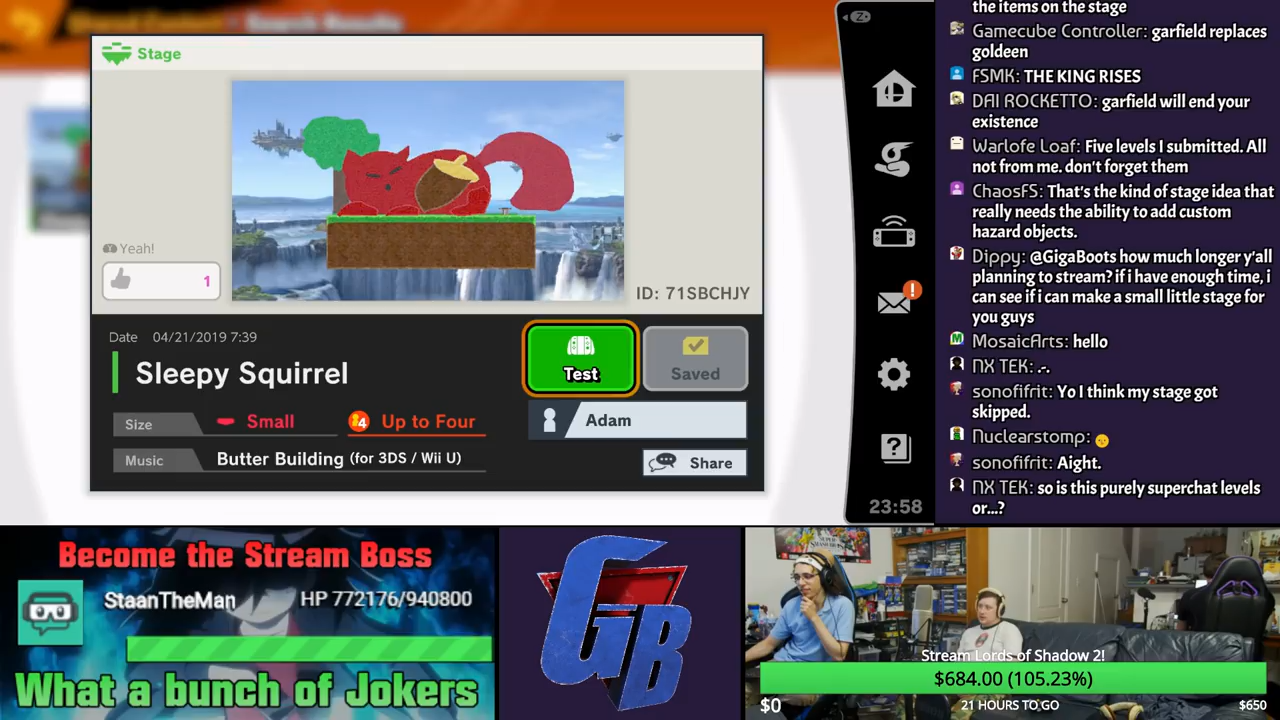 Stage
Yeah!
1
ID: 71SBCHJY
Date 04/21/2019 7:39
Sleepy Squirrel
Test
Saved
Size Small 4 Up to Four
Adam
Music Butter Building (for 3DS / Wii U)
Share
Z
!
?
23:58
the items on the stage
Gamecube Controller: garfield replaces
goldeen
FSMK: THE KING RISES
DAI ROCKETTO: garfield will end your
existence
Warlofe Loaf: Five levels I submitted. All
not from me. don't forget them
ChaosFS: That's the kind of stage idea that
really needs the ability to add custom
hazard objects.
Dippy: @GigaBoots how much longer y'all
planning to stream? if i have enough time, i
can see if i can make a small little stage for
you guys
MosaicArts: hello
NX TEK: .-.
sonofifrit: Yo I think my stage got
skipped.
Nuclearstomp:
sonofifrit: Aight.
NX TEK: so is this purely superchat levels
or...?
Become the Stream Boss
StaanTheMan HP 772176/940800
What a bunch of Jokers
GB
Stream Lords of Shadow 2!
$684.00 (105.23%)
$0 21 HOURS TO GO $650